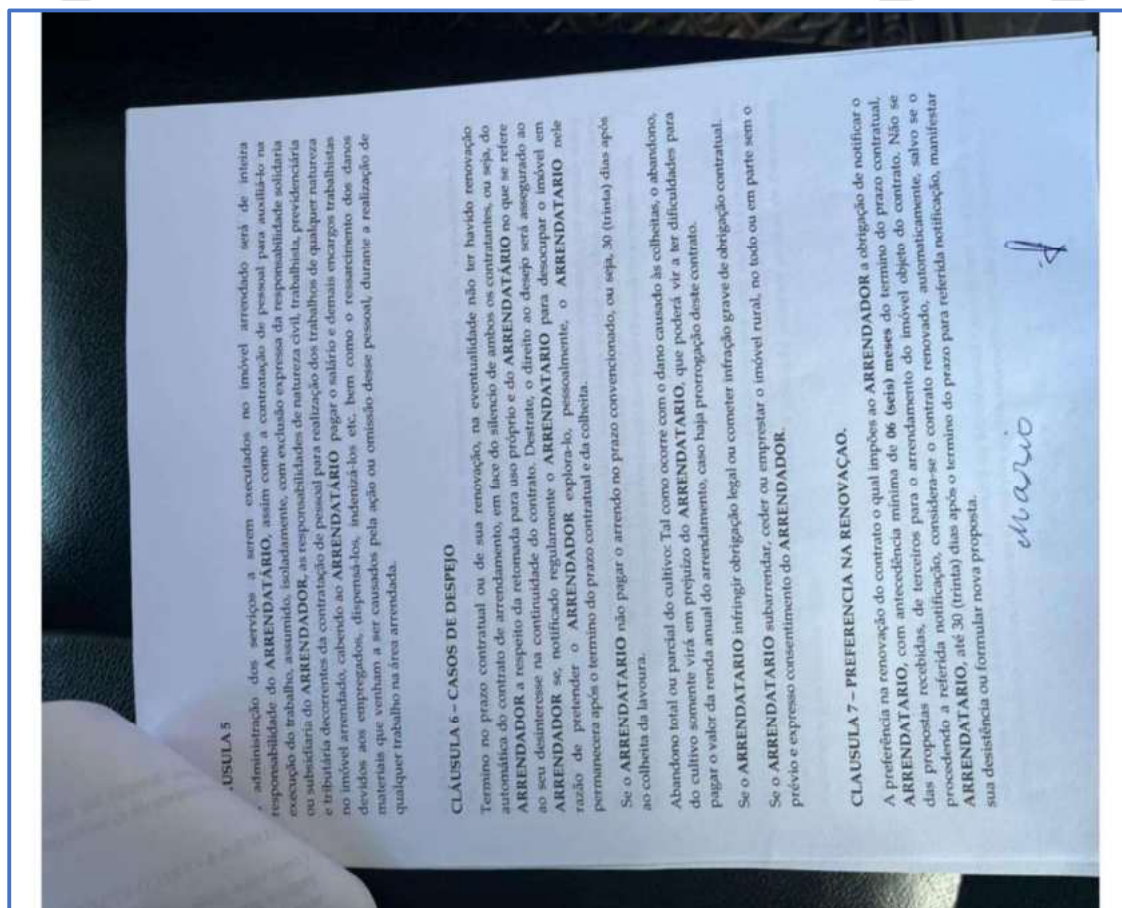 USULA 5
administração dos serviços a serem executados no imóvel arrendado será de inteira
responsabilidade do ARRENDATÁRIO, assim como a contratação de pessoal para auxiliá-lo na
execução do trabalho, assumido, isoladamente, com exclusão expressa da responsabilidade solidaria
ou subsidiaria do ARRENDADOR, as responsabilidades de natureza civil, trabalhista, previdenciária
e tributária decorrentes da contratação de pessoal para realização dos trabalhos de qualquer natureza
no imóvel arrendado, cabendo ao ARRENDATÁRIO pagar o salário e demais encargos trabalhistas
devidos aos empregados, dispensá-los, indenizá-los etc, bem como o ressarcimento dos danos
materiais que venham a ser causados pela ação ou omissão desse pessoal, durante a realização de
qualquer trabalho na área arrendada.
CLÁUSULA 6 – CASOS DE DESPEJO
Termino no prazo contratual ou de sua renovação, na eventualidade não ter havido renovação
automática do contrato de arrendamento, em face do silencio de ambos os contratantes, ou seja, do
ARRENDADOR a respeito da retomada para uso próprio e do ARRENDATÁRIO no que se refere
ao seu desinteresse na continuidade do contrato. Destrate, o direito ao desejo será assegurado ao
ARRENDADOR se, notificado regularmente o ARRENDATARIO para desocupar o imóvel em
razão de pretender o ARRENDADOR explora-lo, pessoalmente, o ARRENDATARIO nele
permanecera após o termino do prazo contratual e da colheita.
Se o ARRENDATARIO não pagar o arrendo no prazo convencionado, ou seja, 30 (trinta) dias após
ao colheita da lavoura.
Abandono total ou parcial do cultivo: Tal como ocorre com o dano causado às colheitas, o abandono,
do cultivo somente virá em prejuízo do ARRENDATARIO, que poderá vir a ter dificuldades para
pagar o valor da renda anual do arrendamento, caso haja prorrogação deste contrato.
Se o ARRENDATARIO infringir obrigação legal ou cometer infração grave de obrigação contratual.
Se o ARRENDATARIO subarrendar, ceder ou emprestar o imóvel rural, no todo ou em parte sem o
prévio e expresso consentimento do ARRENDADOR.
CLAUSULA 7 – PREFERENCIA NA RENOVAÇAO.
A preferência na renovação do contrato o qual impões ao ARRENDADOR a obrigação de notificar o
ARRENDATARIO, com antecedência mínima de 06 (seis) meses do termino do prazo contratual,
das propostas recebidas, de terceiros para o arrendamento do imóvel objeto do contrato. Não se
procedendo a referida notificação, considera-se o contrato renovado, automaticamente, salvo se o
ARRENDATARIO, até 30 (trinta) dias após o termino do prazo para referida notificação, manifestar
sua desistência ou formular nova proposta.
Mario